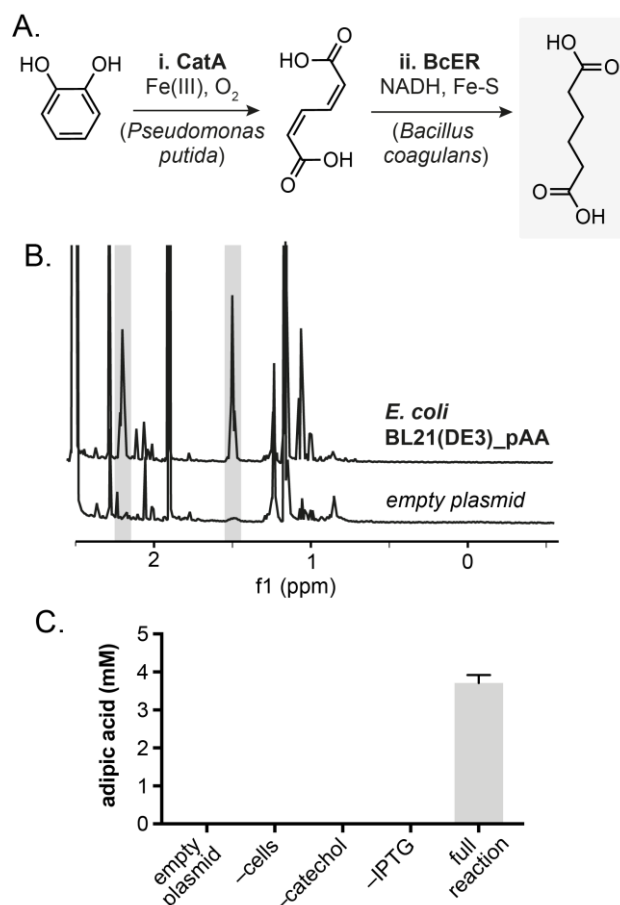 A.
HO OH
i. CatA
Fe(III), O₂
(Pseudomonas
putida)
HO O
O OH
ii. BcER
NADH, Fe-S
(Bacillus
coagulans)
HO O
O OH
B.
E. coli
BL21(DE3)_pAA
empty plasmid
2 1 0
f1 (ppm)
C.
adipic acid (mM)
5
4
3
2
1
0
empty
plasmid
–cells
–catechol
–IPTG
full
reaction